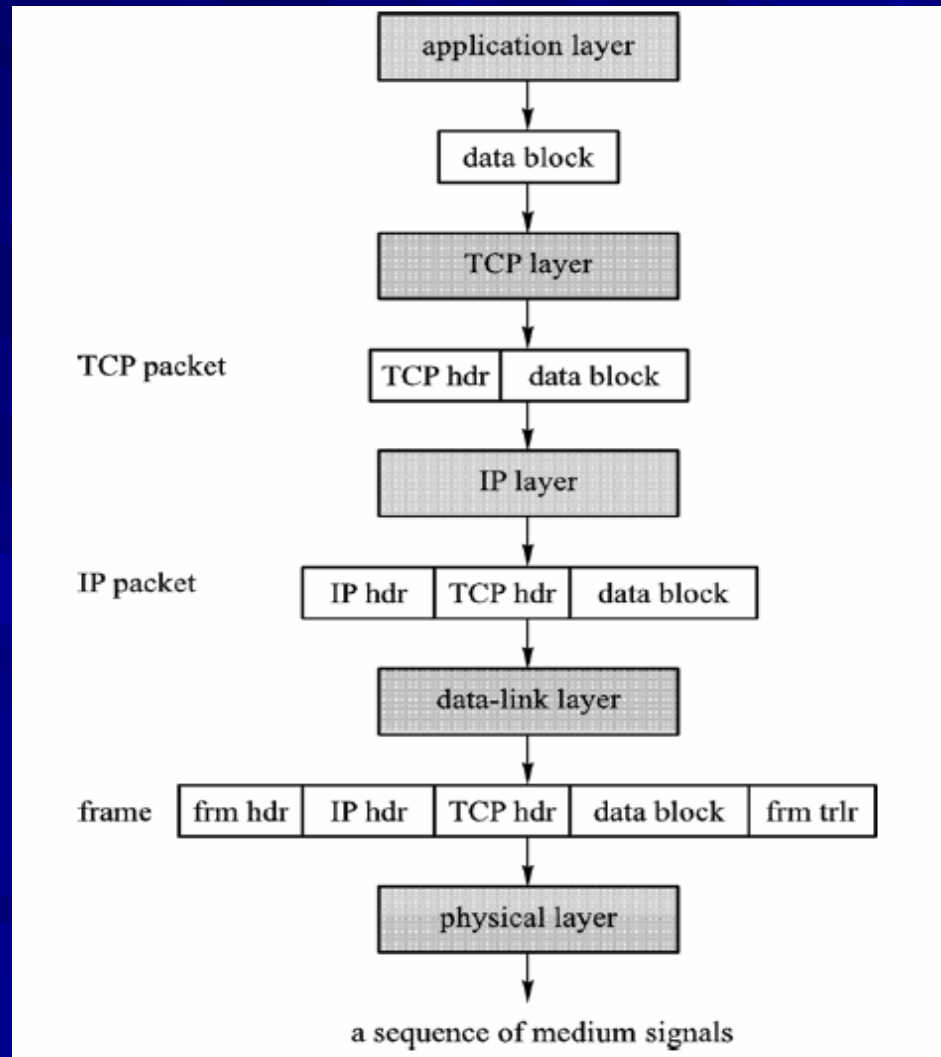 application layer
data block
TCP layer
TCP packet
TCP hdr data block
IP layer
IP packet
IP hdr TCP hdr data block
data-link layer
frame
frm hdr IP hdr TCP hdr data block frm trlr
physical layer
a sequence of medium signals